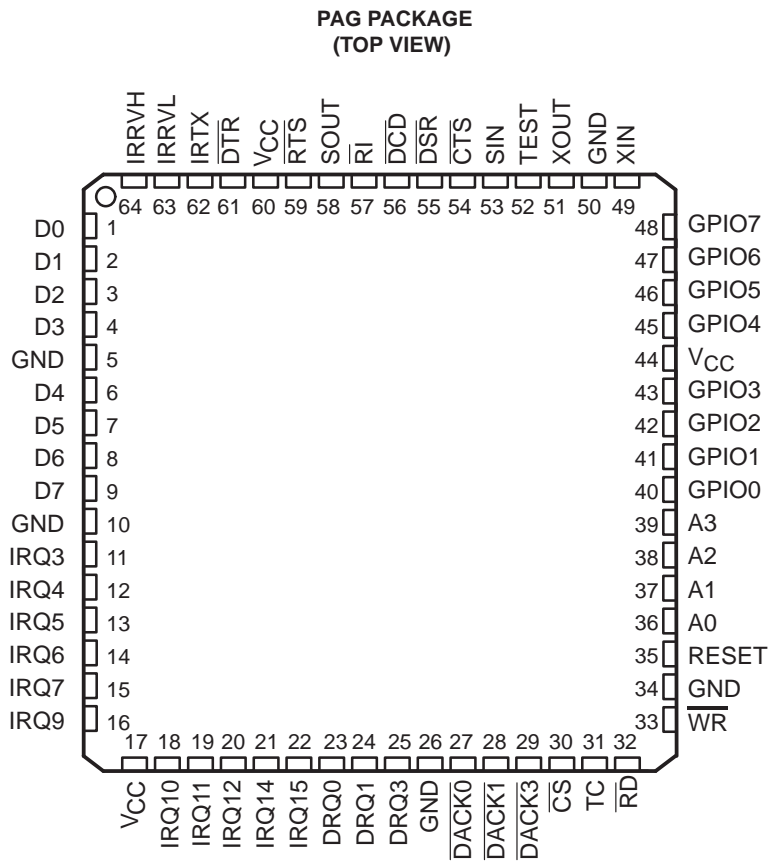 PAG PACKAGE
(TOP VIEW)
IRRVH
IRRVL
IRTX
DTR
VCC
RTS
SOUT
RI
DCD
DSR
CTS
SIN
TEST
XOUT
GND
XIN
64 63 62 61 60 59 58 57 56 55 54 53 52 51 50 49
D0 1
D1 2
D2 3
D3 4
GND 5
D4 6
D5 7
D6 8
D7 9
GND 10
IRQ3 11
IRQ4 12
IRQ5 13
IRQ6 14
IRQ7 15
IRQ9 16
48 GPIO7
47 GPIO6
46 GPIO5
45 GPIO4
44 VCC
43 GPIO3
42 GPIO2
41 GPIO1
40 GPIO0
39 A3
38 A2
37 A1
36 A0
35 RESET
34 GND
33 WR
17 18 19 20 21 22 23 24 25 26 27 28 29 30 31 32
VCC
IRQ10
IRQ11
IRQ12
IRQ14
IRQ15
DRQ0
DRQ1
DRQ3
GND
DACK0
DACK1
DACK3
CS
TC
RD